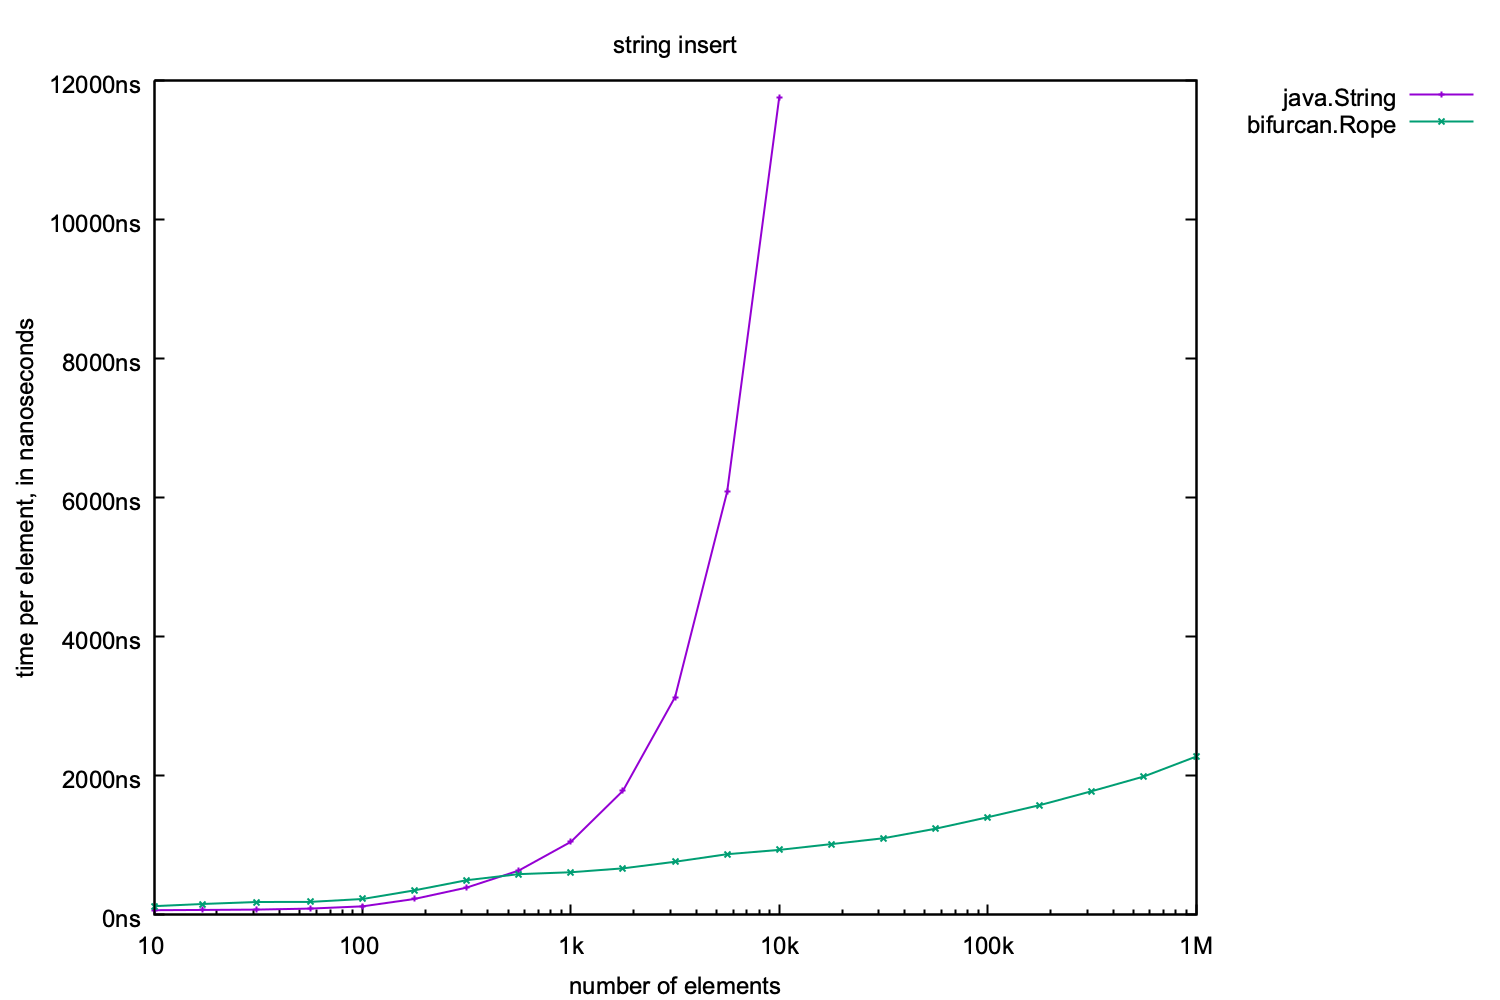 string insert
12000ns
10000ns
8000ns
6000ns
4000ns
2000ns
0ns
time per element, in nanoseconds
10 100 1k 10k 100k 1M
number of elements
java.String
bifurcan.Rope